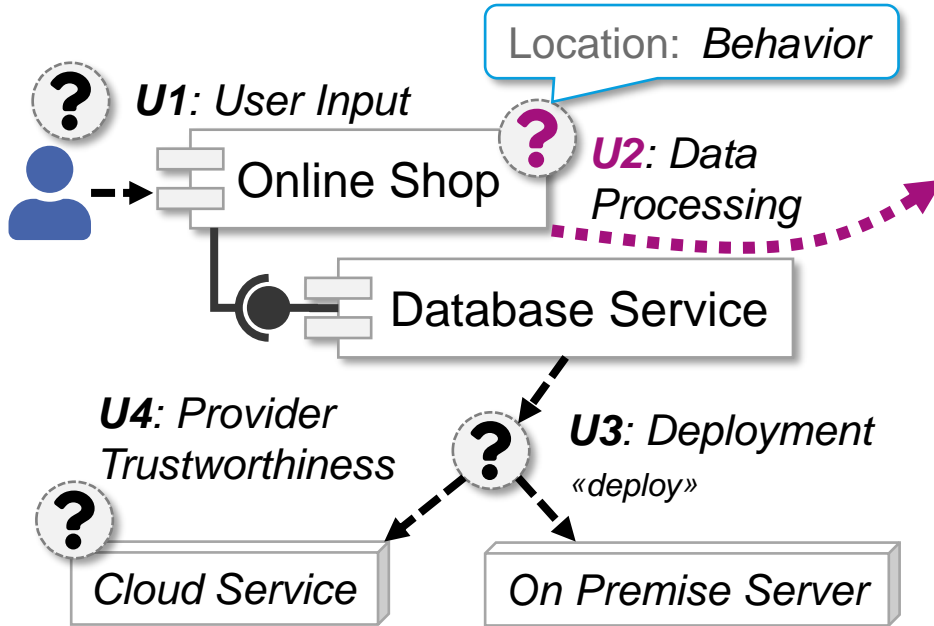 Location: Behavior
?
U1: User Input
?
Online Shop
U2: Data
Processing
Database Service
U4: Provider
Trustworthiness
?
U3: Deployment
«deploy»
?
Cloud Service
On Premise Server